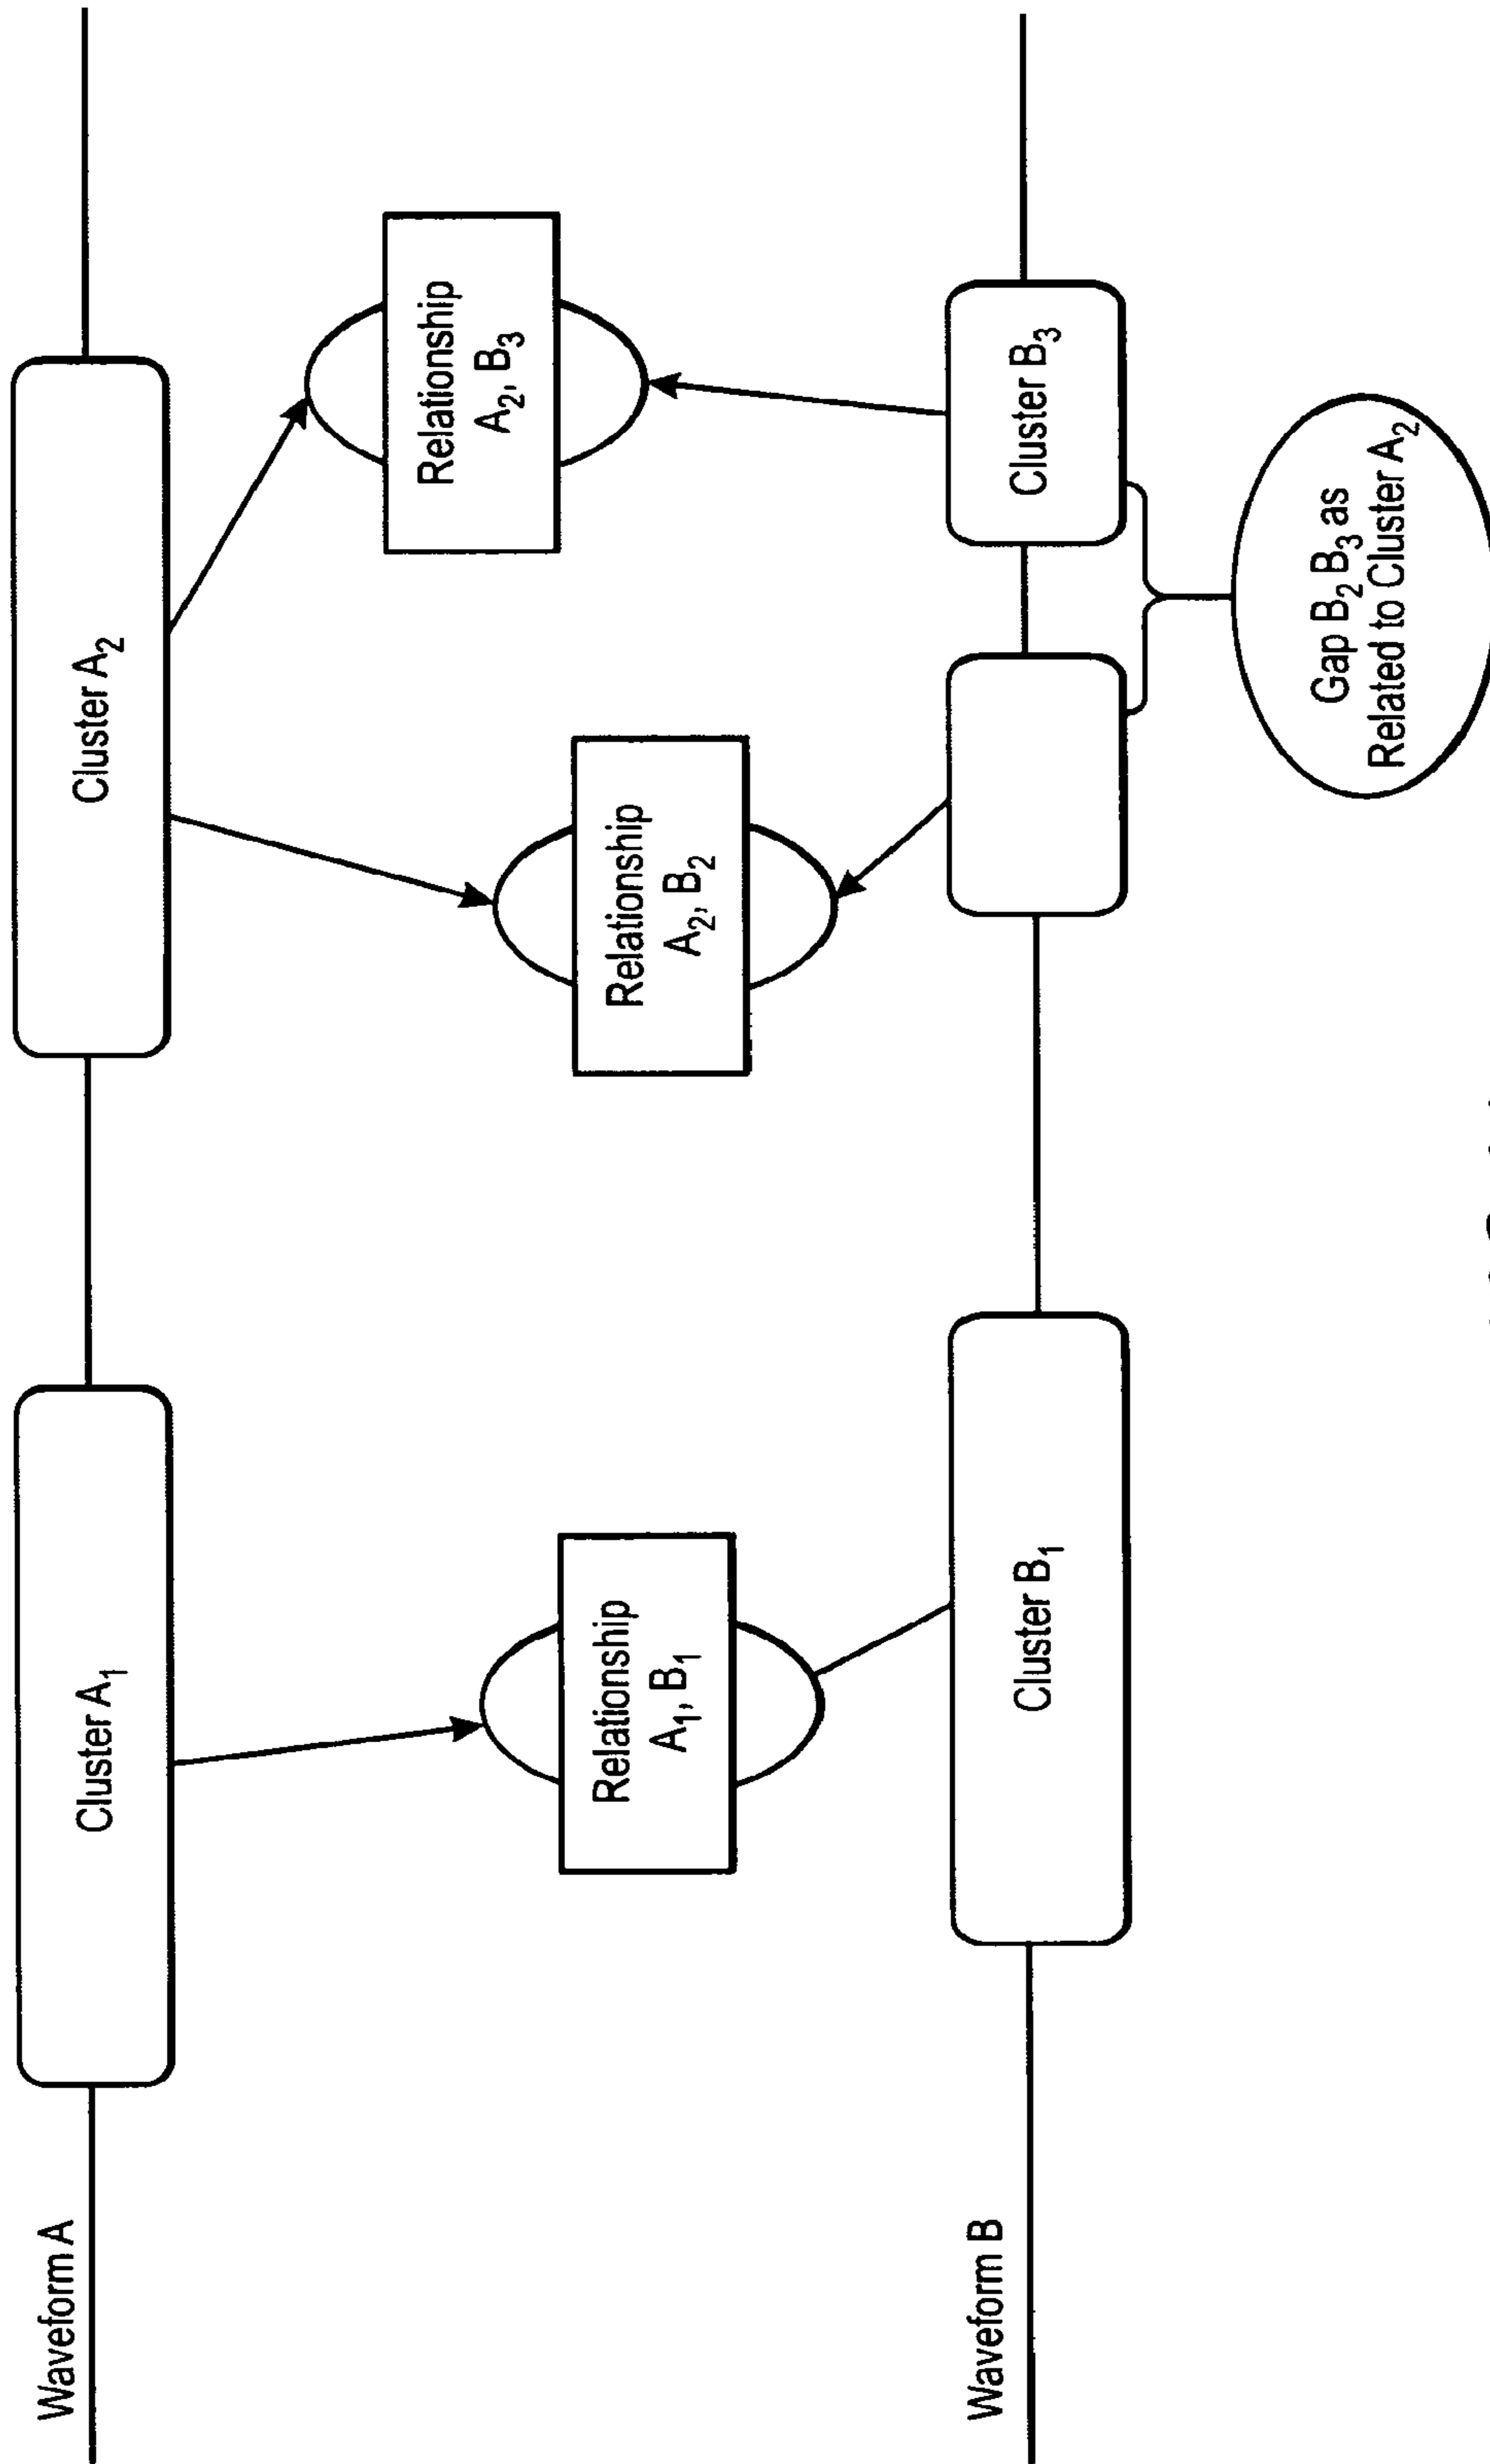 Waveform A
Cluster A₁
Cluster A₂
Relationship
A₁, B₁
Relationship
A₂, B₂
Relationship
A₂, B₃
Waveform B
Cluster B₁
Cluster B₃
Gap B₂ B₃ as
Related to Cluster A₂